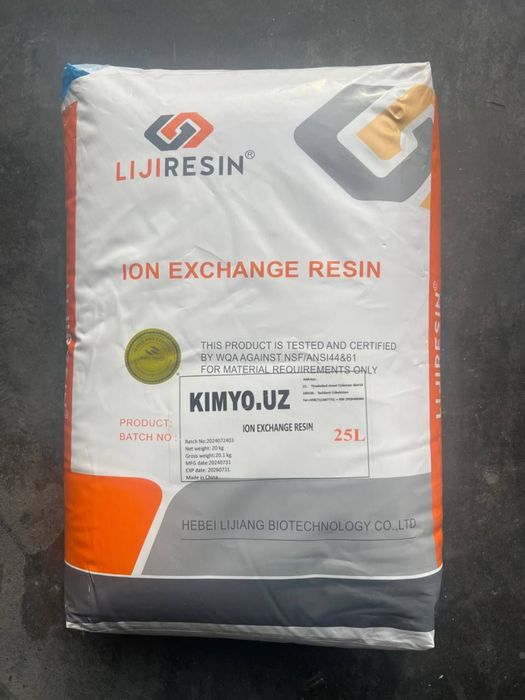 LIJIRESIN®
ION EXCHANGE RESIN
THIS PRODUCT IS TESTED AND CERTIFIED
BY WQA AGAINST NSF/ANSI44&61
FOR MATERIAL REQUIREMENTS ONLY
PRODUCT:
BATCH NO:
KIMYO.UZ
Address:
ION EXCHANGE RESIN
25L
Batch No:2024072403
Net weight: 20 kg
Gross weight:20.1 kg
MFG date:20240731
EXP date: 20260731
Made in China
HEBEI LIJIANG BIOTECHNOLOGY CO.,LTD
LIJIRESIN®